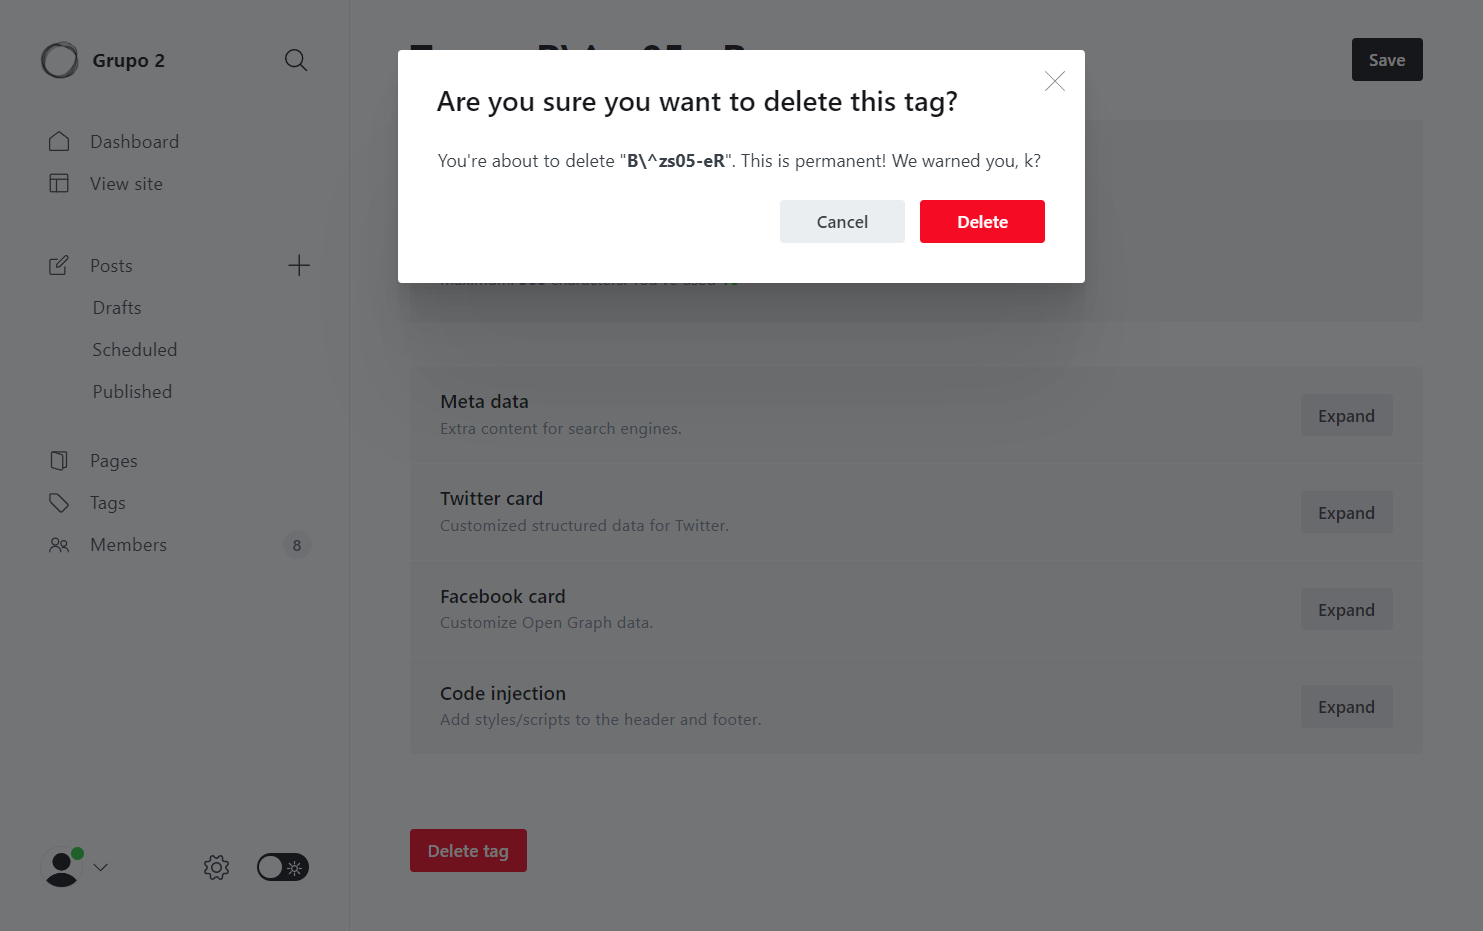 Grupo 2
Dashboard
View site
Posts
Drafts
Scheduled
Published
Pages
Tags
Members
8
Save
Are you sure you want to delete this tag?
You're about to delete "B\^zs05-eR". This is permanent! We warned you, k?
Cancel
Delete
Meta data
Extra content for search engines.
Expand
Twitter card
Customized structured data for Twitter.
Expand
Facebook card
Customize Open Graph data.
Expand
Code injection
Add styles/scripts to the header and footer.
Expand
Delete tag